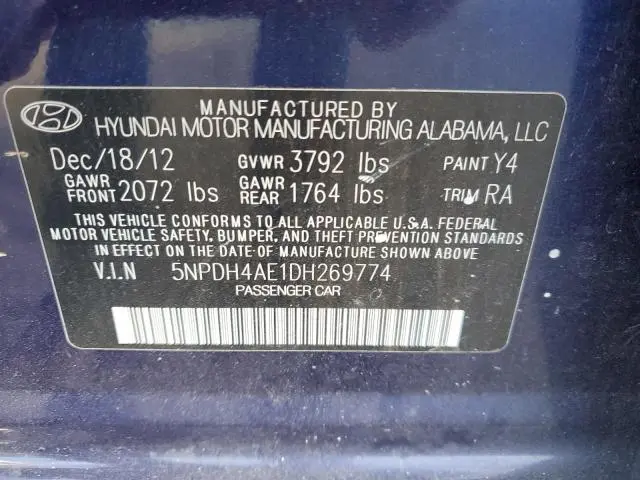 MANUFACTURED BY
HYUNDAI MOTOR MANUFACTURING ALABAMA, LLC
Dec/18/12 GVWR 3792 lbs PAINT Y4
GAWR FRONT 2072 lbs GAWR REAR 1764 lbs TRIM RA
THIS VEHICLE CONFORMS TO ALL APPLICABLE U.S.A. FEDERAL
MOTOR VEHICLE SAFETY, BUMPER, AND THEFT PREVENTION STANDARDS
IN EFFECT ON THE DATE OF MANUFACTURE SHOWN ABOVE
V.I.N 5NPDH4AE1DH269774
PASSENGER CAR